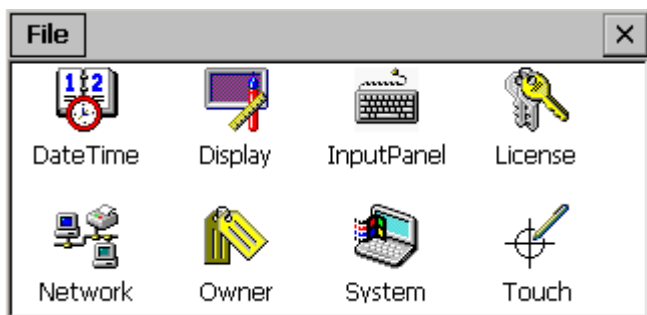 File
DateTime Display InputPanel License
Network Owner System Touch